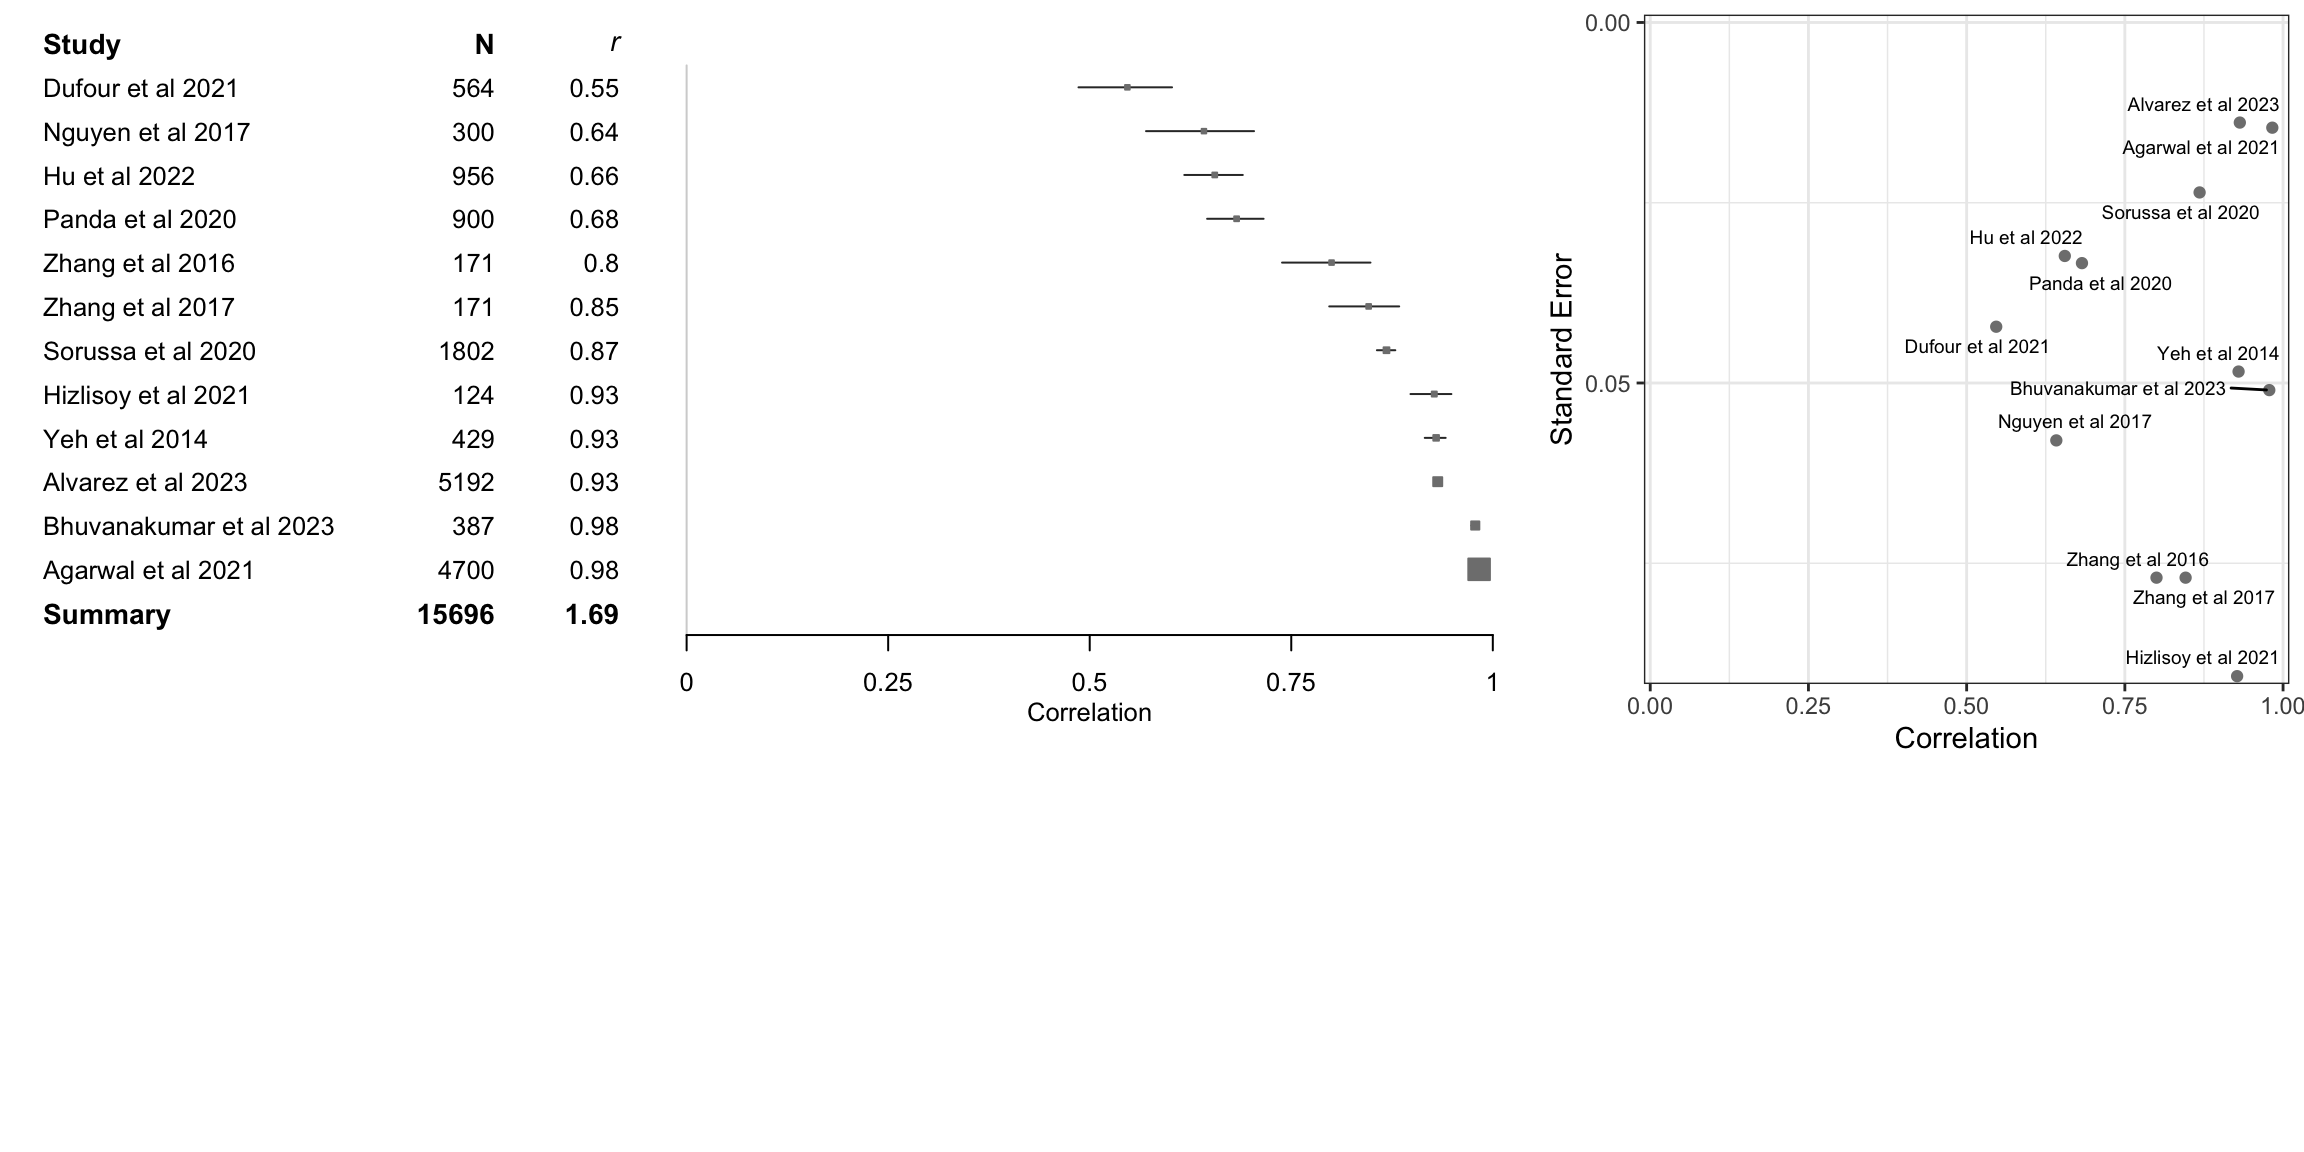 Study N r
Dufour et al 2021 564 0.55
Nguyen et al 2017 300 0.64
Hu et al 2022 956 0.66
Panda et al 2020 900 0.68
Zhang et al 2016 171 0.8
Zhang et al 2017 171 0.85
Sorussa et al 2020 1802 0.87
Hizlisoy et al 2021 124 0.93
Yeh et al 2014 429 0.93
Alvarez et al 2023 5192 0.93
Bhuvanakumar et al 2023 387 0.98
Agarwal et al 2021 4700 0.98
Summary 15696 1.69
0 0.25 0.5 0.75 1
Correlation
Standard Error
0.00
0.05
Alvarez et al 2023
Agarwal et al 2021
Sorussa et al 2020
Hu et al 2022
Panda et al 2020
Dufour et al 2021
Yeh et al 2014
Bhuvanakumar et al 2023
Nguyen et al 2017
Zhang et al 2016
Zhang et al 2017
Hizlisoy et al 2021
0.00 0.25 0.50 0.75 1.00
Correlation